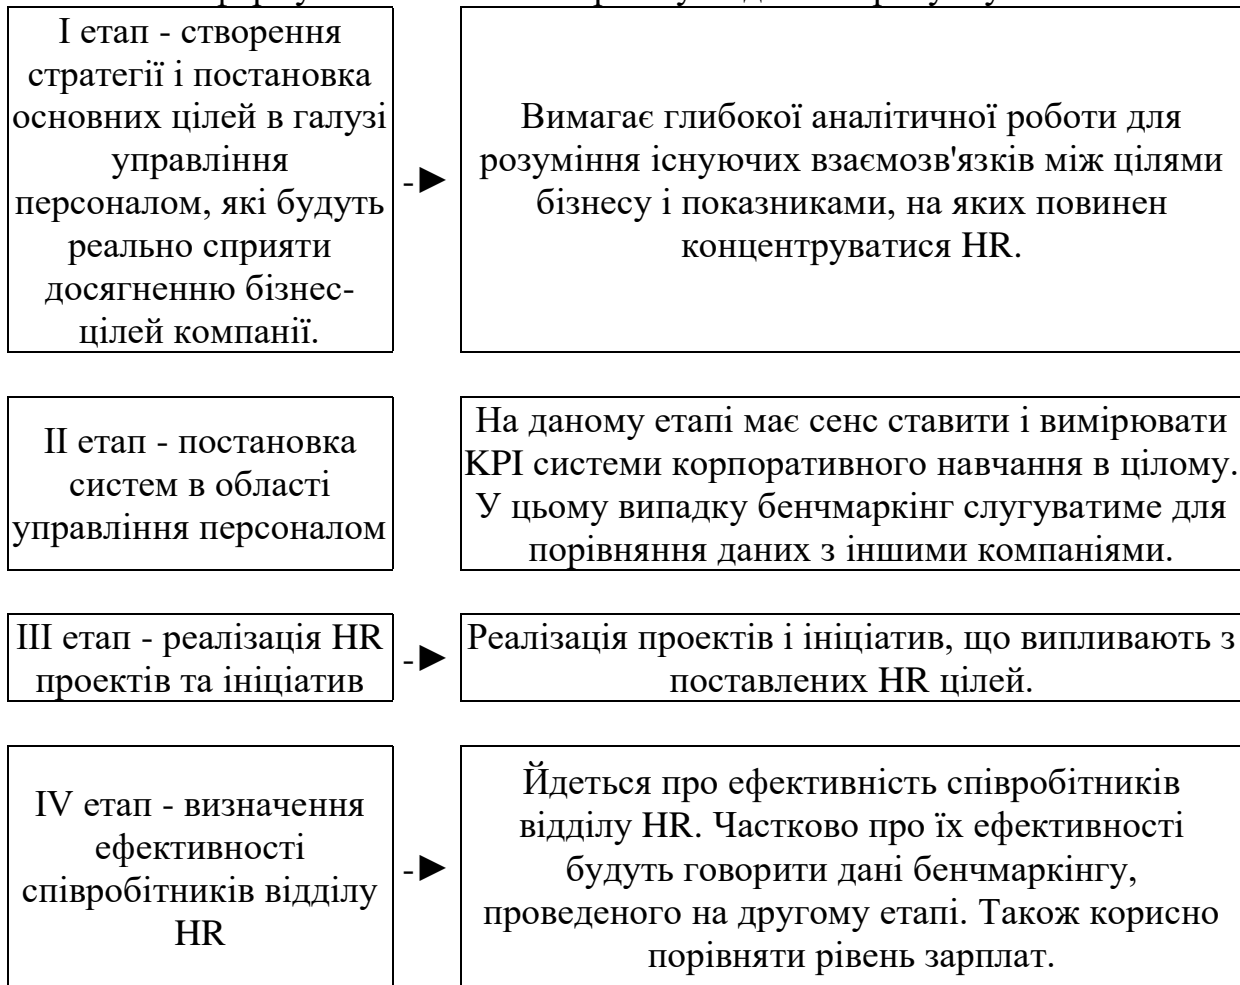 І етап - створення
стратегії і постановка
основних цілей в галузі
управління
персоналом, які будуть
реально сприяти
досягненню бізнес-
цілей компанії.
-►
Вимагає глибокої аналітичної роботи для
розуміння існуючих взаємозв'язків між цілями
бізнесу і показниками, на яких повинен
концентруватися HR.
ІІ етап - постановка
систем в області
управління персоналом
На даному етапі має сенс ставити і вимірювати
KPI системи корпоративного навчання в цілому.
У цьому випадку бенчмаркінг слугуватиме для
порівняння даних з іншими компаніями.
ІІІ етап - реалізація HR
проектів та ініціатив
-►
Реалізація проектів і ініціатив, що випливають з
поставлених HR цілей.
IV етап - визначення
ефективності
співробітників відділу
HR
-►
Йдеться про ефективність співробітників
відділу HR. Частково про їх ефективності
будуть говорити дані бенчмаркінгу,
проведеного на другому етапі. Також корисно
порівняти рівень зарплат.